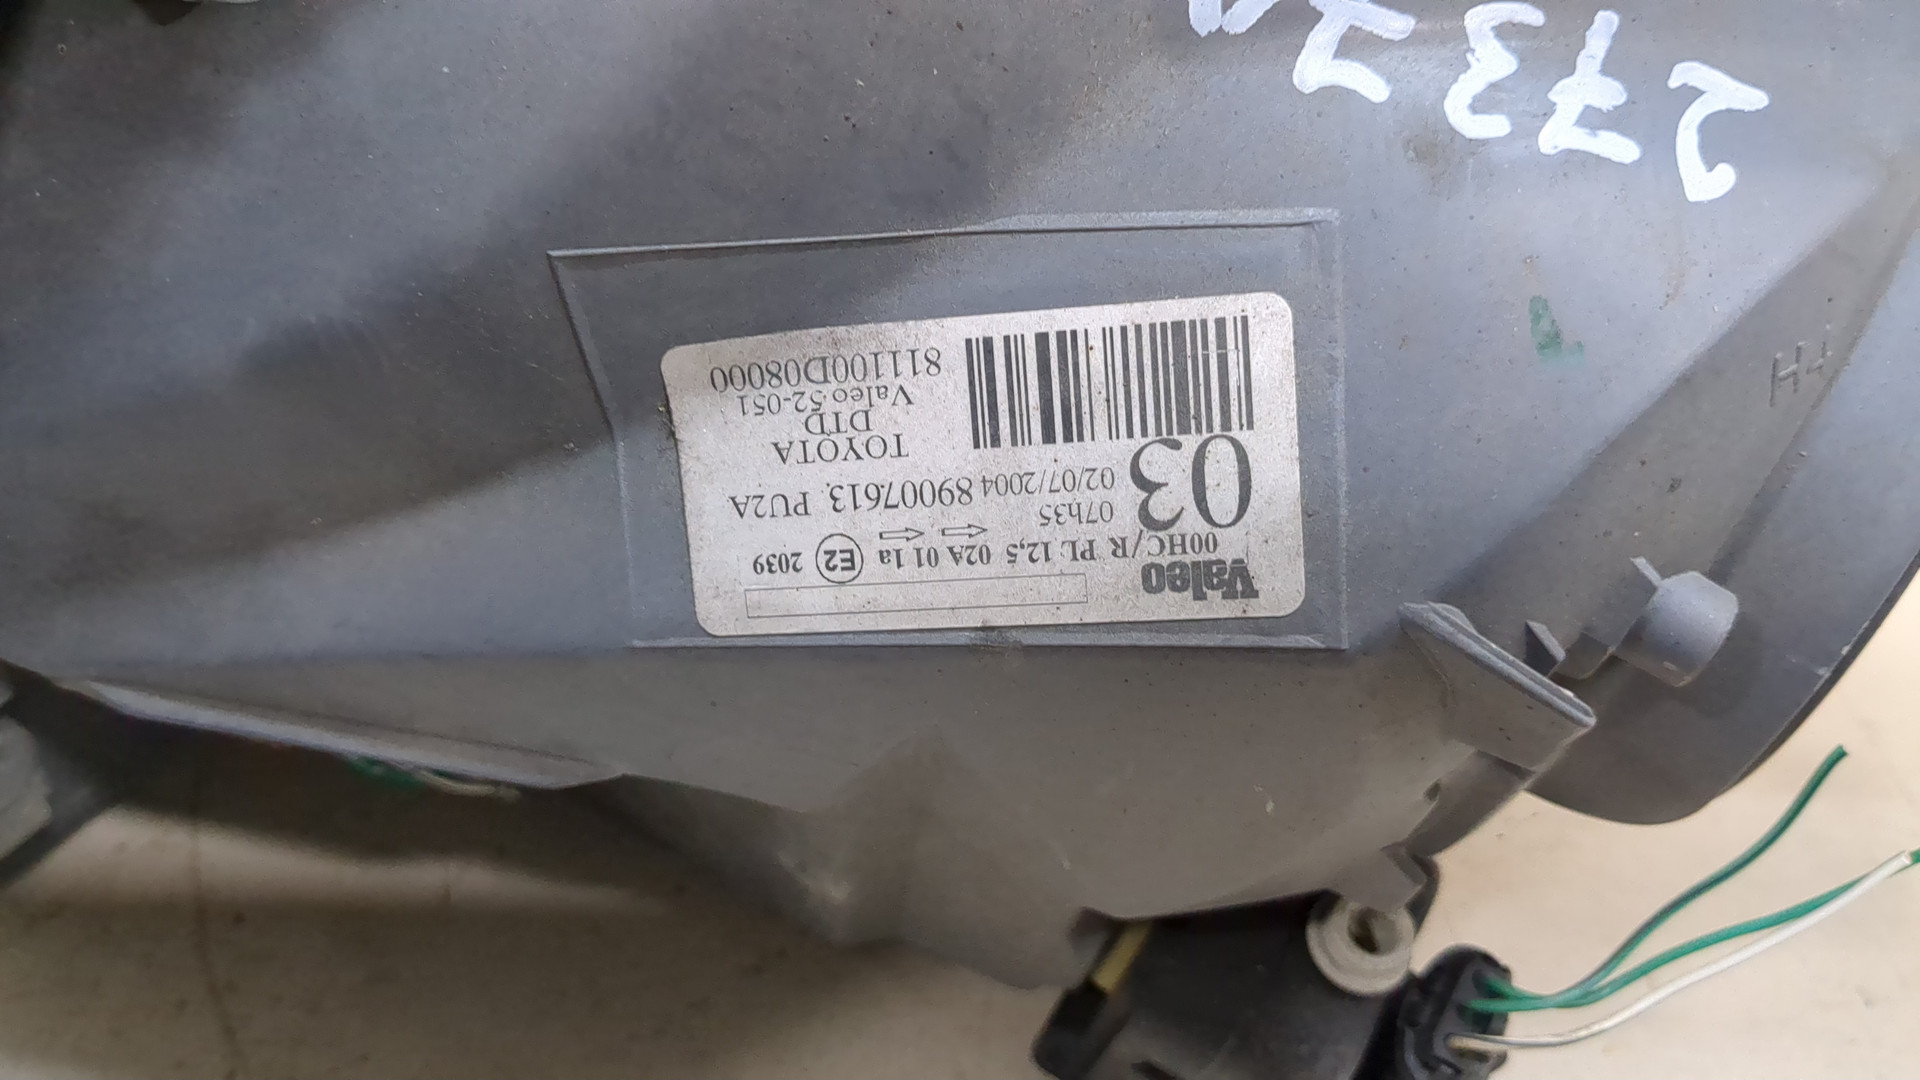 273
Valeo
00HC/R PL 12,5 02A 01 1a E2 2039
03
07h35
02/07/2004 89007613 PU2A
TOYOTA
DTD
Valeo 52-051
811100D08000